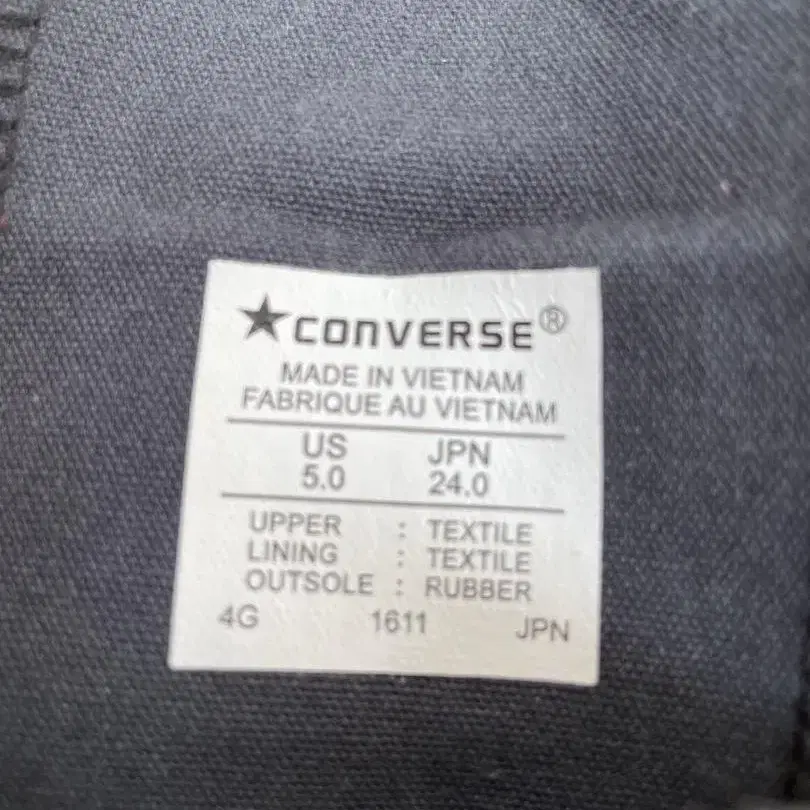 ★CONVERSE®
MADE IN VIETNAM
FABRIQUE AU VIETNAM
US JPN
5.0 24.0
UPPER : TEXTILE
LINING : TEXTILE
OUTSOLE : RUBBER
4G 1611 JPN